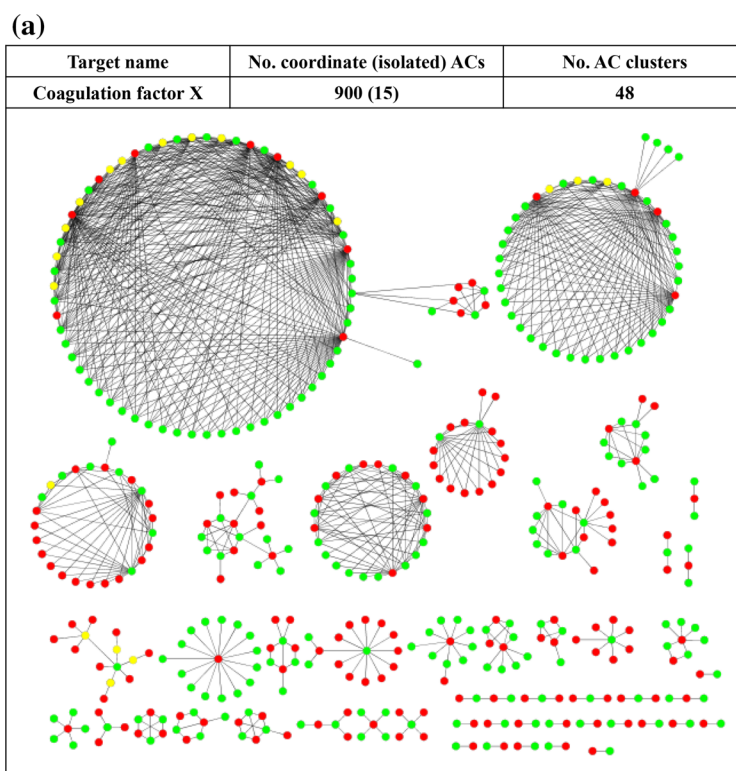 (a)
Target name No. coordinate (isolated) ACs No. AC clusters
Coagulation factor X 900 (15) 48